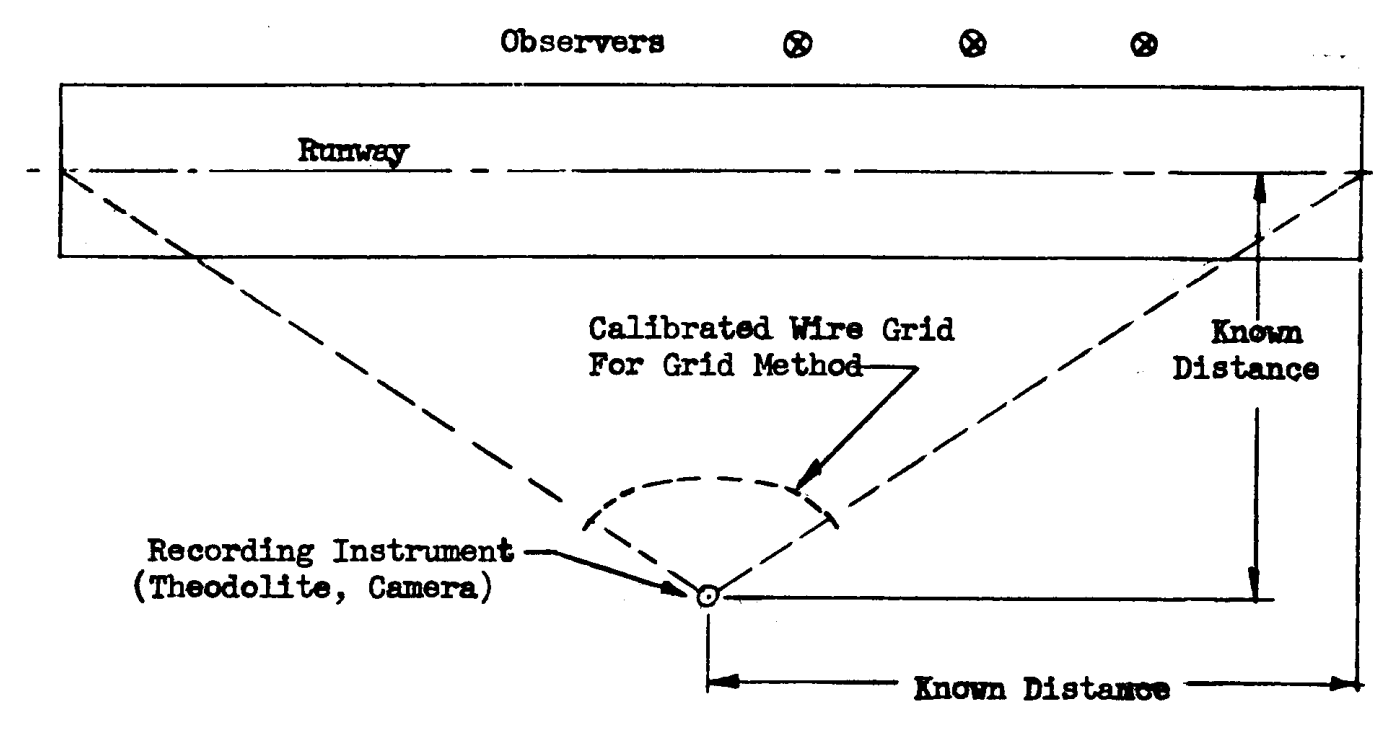 Observers
Runway
Calibrated Wire Grid
For Grid Method
Known
Distance
Recording Instrument
(Theodolite, Camera)
Known Distance